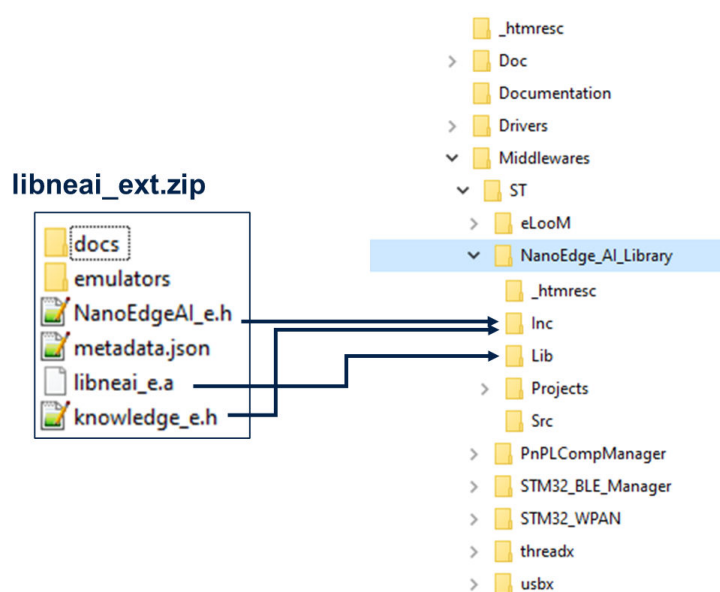 libneai_ext.zip
docs
emulators
NanoEdgeAI_e.h
metadata.json
libneai_e.a
knowledge_e.h
_htmresc
Doc
Documentation
Drivers
Middlewares
ST
eLooM
NanoEdge_AI_Library
_htmresc
Inc
Lib
Projects
Src
PnPLCompManager
STM32_BLE_Manager
STM32_WPAN
threadx
usbx